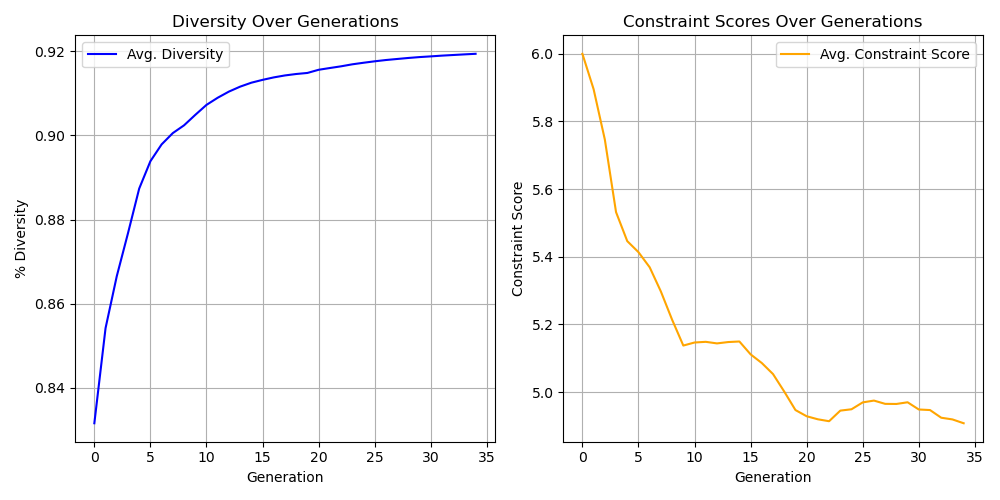 Diversity Over Generations
Avg. Diversity
% Diversity
0.92
0.90
0.88
0.86
0.84
0 5 10 15 20 25 30 35
Generation
Constraint Scores Over Generations
Avg. Constraint Score
Constraint Score
6.0
5.8
5.6
5.4
5.2
5.0
0 5 10 15 20 25 30 35
Generation